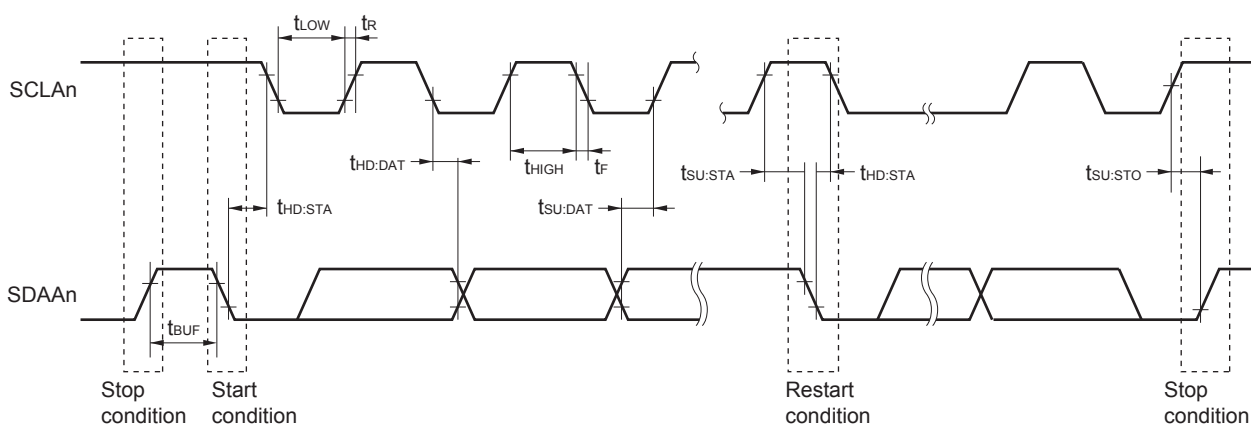 tLOW tR
SCLAn
tHD:DAT tHIGH tF tSU:STA tHD:STA tSU:STO
tHD:STA tSU:DAT
SDAAn
tBUF
Stop condition
Start condition
Restart condition
Stop condition